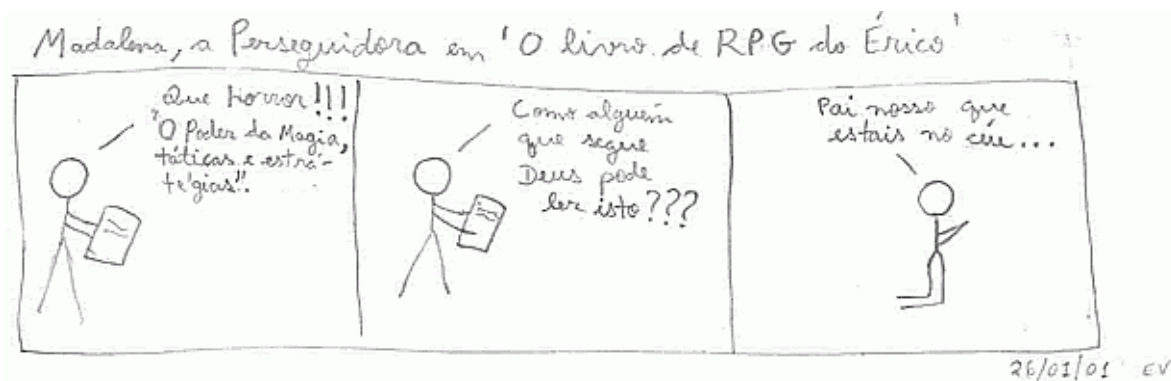 Madalena, a Perseguidora em 'O livro de RPG do Érico'
Que horror!!!
"O Poder da Magia,
táticas e estra-
tégias".
Como alguém
que segue
Deus pode
ler isto???
Pai nosso que
estais no céu...
26/01/01 EV